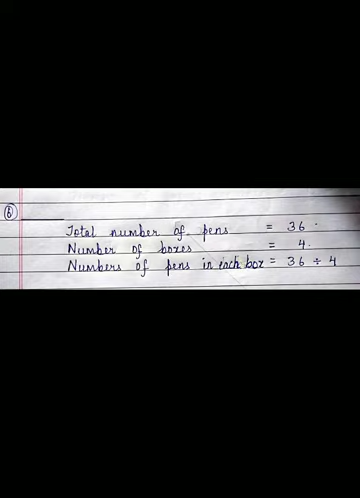 6
Total number of pens = 36
Number of boxes = 4
Numbers of pens in each box = 36 ÷ 4